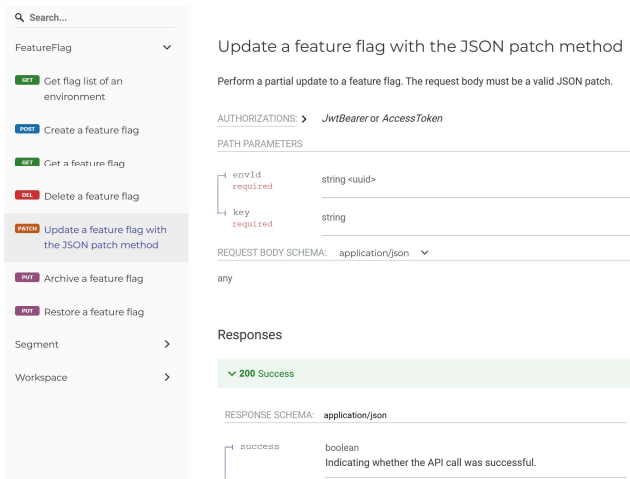 Search...
FeatureFlag
GET Get flag list of an
environment
POST Create a feature flag
GET Get a feature flag
DEL Delete a feature flag
PATCH Update a feature flag with
the JSON patch method
PUT Archive a feature flag
PUT Restore a feature flag
Segment
Workspace
Update a feature flag with the JSON patch method
Perform a partial update to a feature flag. The request body must be a valid JSON patch.
AUTHORIZATIONS: JwtBearer or AccessToken
PATH PARAMETERS
envId string <uuid>
required
key string
required
REQUEST BODY SCHEMA: application/json
any
Responses
200 Success
RESPONSE SCHEMA: application/json
success boolean
Indicating whether the API call was successful.